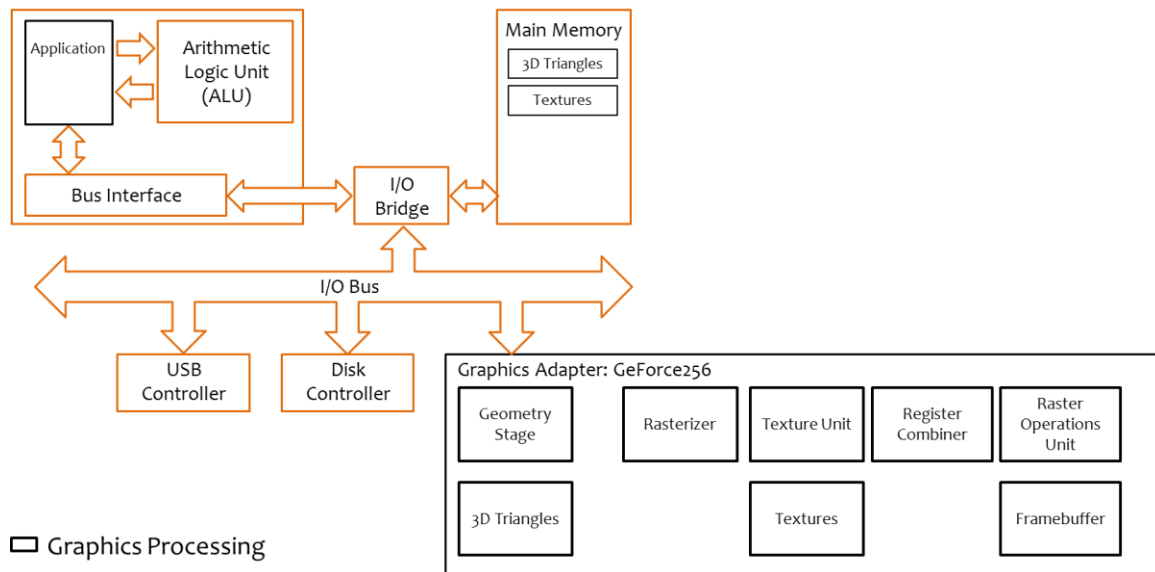 Application
Arithmetic
Logic Unit
(ALU)
Bus Interface
I/O
Bridge
Main Memory
3D Triangles
Textures
I/O Bus
USB
Controller
Disk
Controller
Graphics Adapter: GeForce256
Geometry
Stage
Rasterizer
Texture Unit
Register
Combiner
Raster
Operations
Unit
3D Triangles
Textures
Framebuffer
Graphics Processing